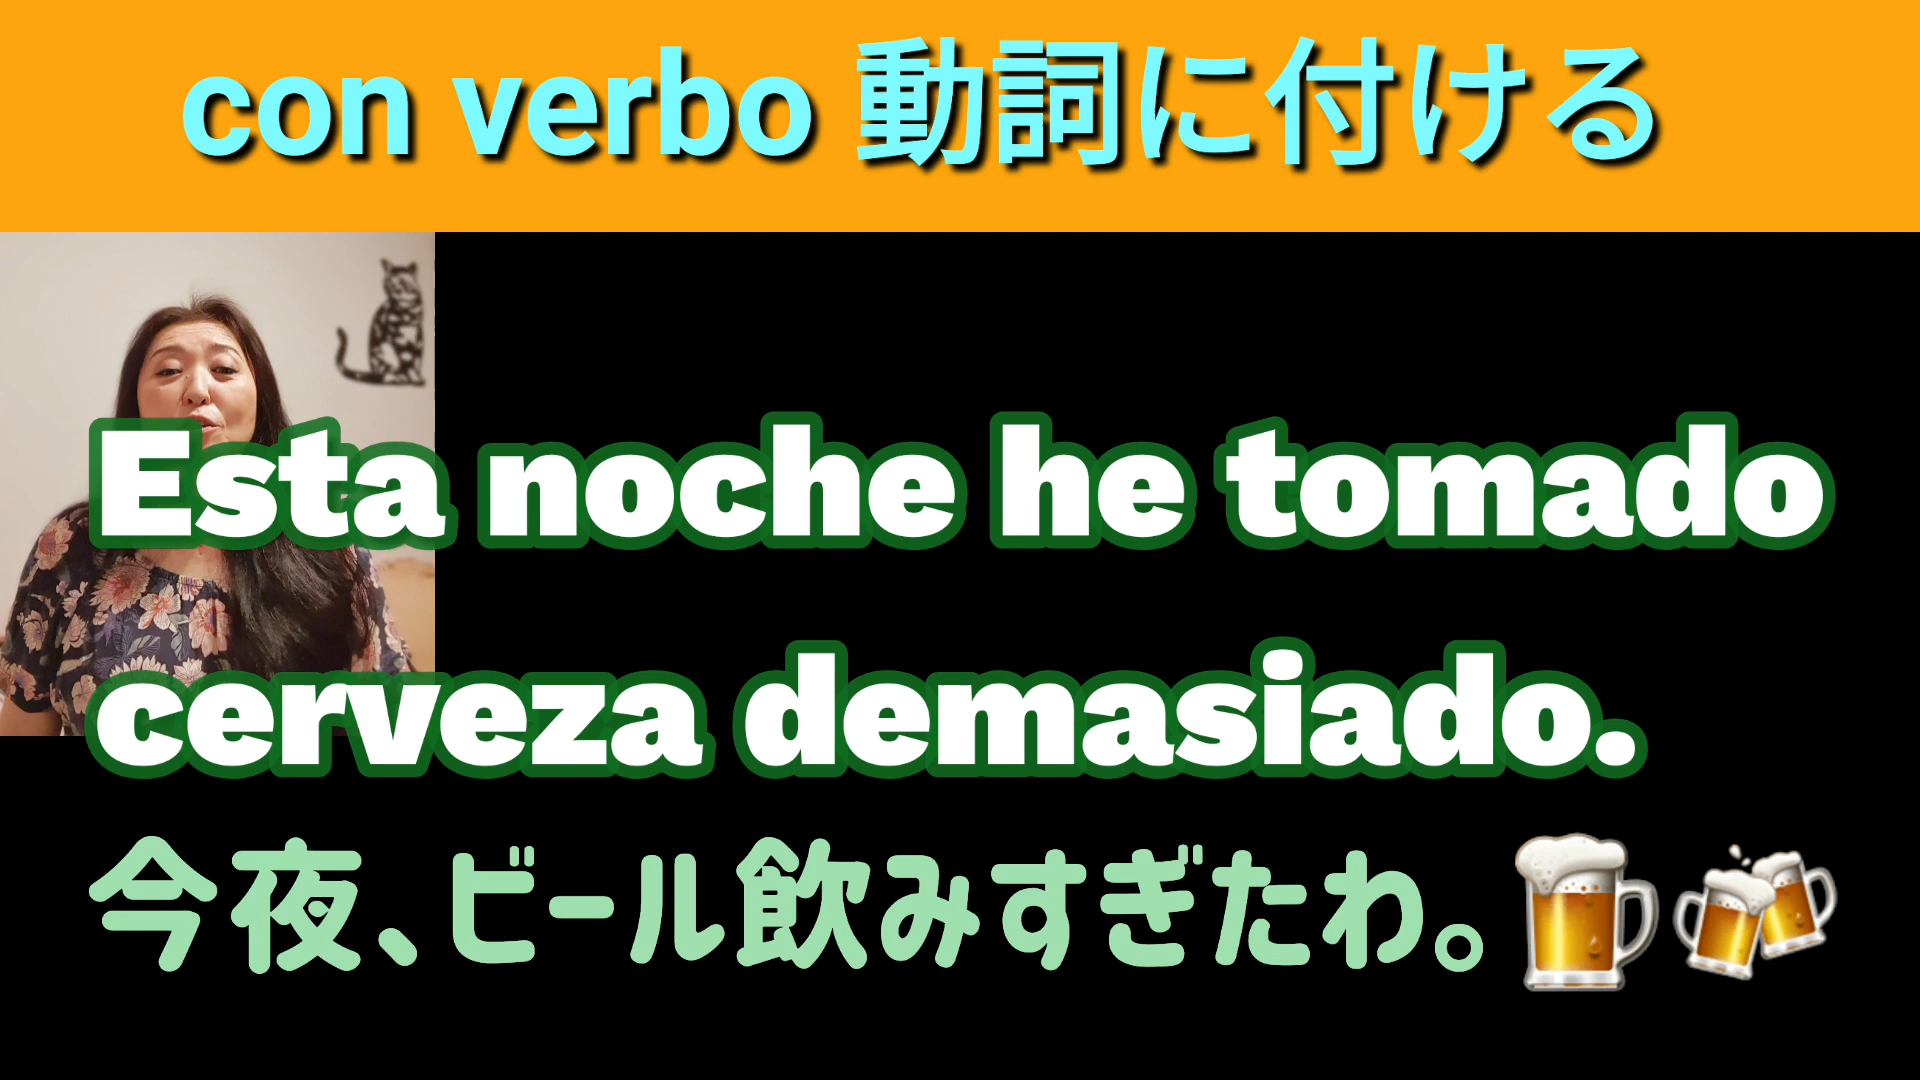 con verbo 動詞に付ける
Esta noche he tomado
cerveza demasiado.
今夜、ビール飲みすぎたわ。🍺🍻